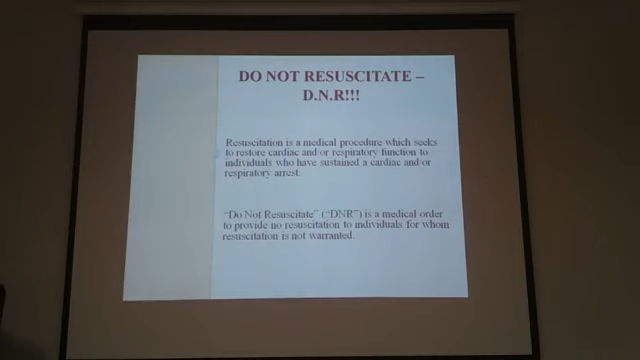 DO NOT RESUSCITATE –
D.N.R!!!
Resuscitation is a medical procedure which seeks
to restore cardiac and/or respiratory function to
individuals who have sustained a cardiac and/or
respiratory arrest.
“Do Not Resuscitate” (“DNR”) is a medical order
to provide no resuscitation to individuals for whom
resuscitation is not warranted.